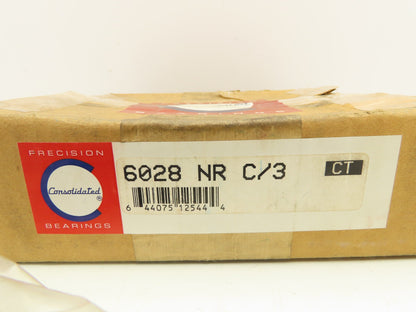 PRECISION
Consolidated
®
BEARINGS
6028 NR C/3
CT
6 44075 12544 4